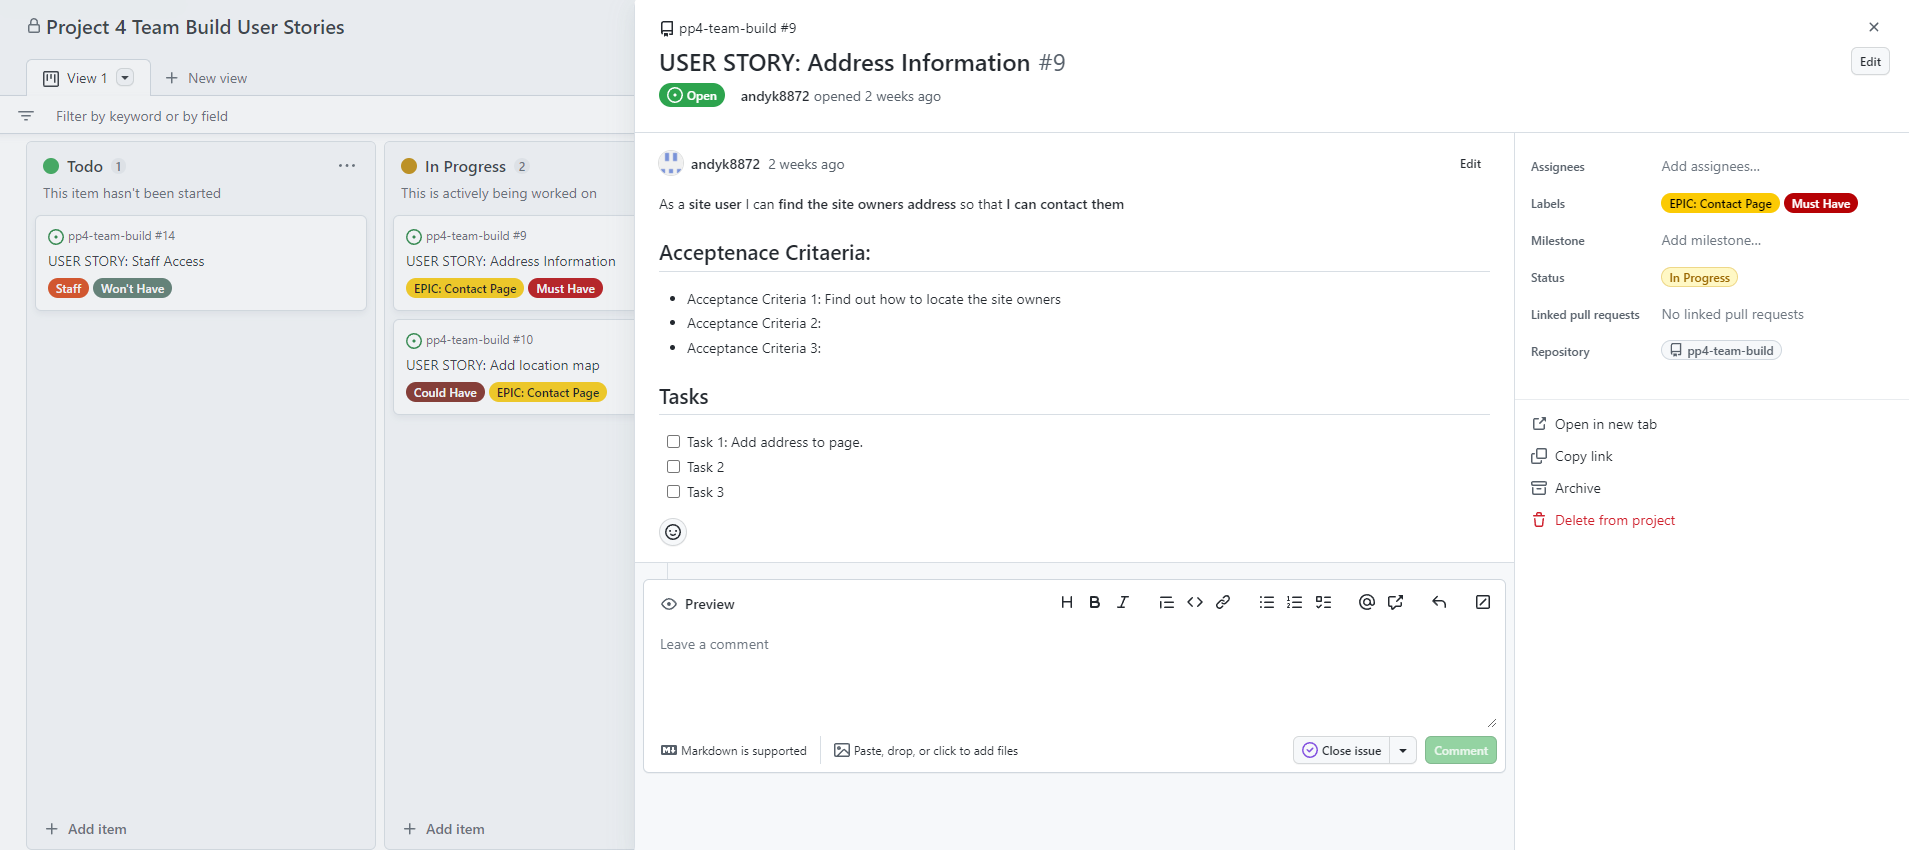 Project 4 Team Build User Stories
View 1
New view
Filter by keyword or by field
Todo 1
This item hasn't been started
pp4-team-build #14
USER STORY: Staff Access
Staff Won't Have
Add item
In Progress 2
This is actively being worked on
pp4-team-build #9
USER STORY: Address Information
EPIC: Contact Page Must Have
pp4-team-build #10
USER STORY: Add location map
Could Have EPIC: Contact Page
Add item
pp4-team-build #9
USER STORY: Address Information #9
Edit
Open andyk8872 opened 2 weeks ago
andyk8872 2 weeks ago Edit
As a site user I can find the site owners address so that I can contact them
Acceptenace Critaeria:
Acceptance Criteria 1: Find out how to locate the site owners
Acceptance Criteria 2:
Acceptance Criteria 3:
Tasks
Task 1: Add address to page.
Task 2
Task 3
Preview
Leave a comment
Markdown is supported
Paste, drop, or click to add files
Close issue
Comment
Assignees Add assignees...
Labels EPIC: Contact Page Must Have
Milestone Add milestone...
Status In Progress
Linked pull requests No linked pull requests
Repository pp4-team-build
Open in new tab
Copy link
Archive
Delete from project